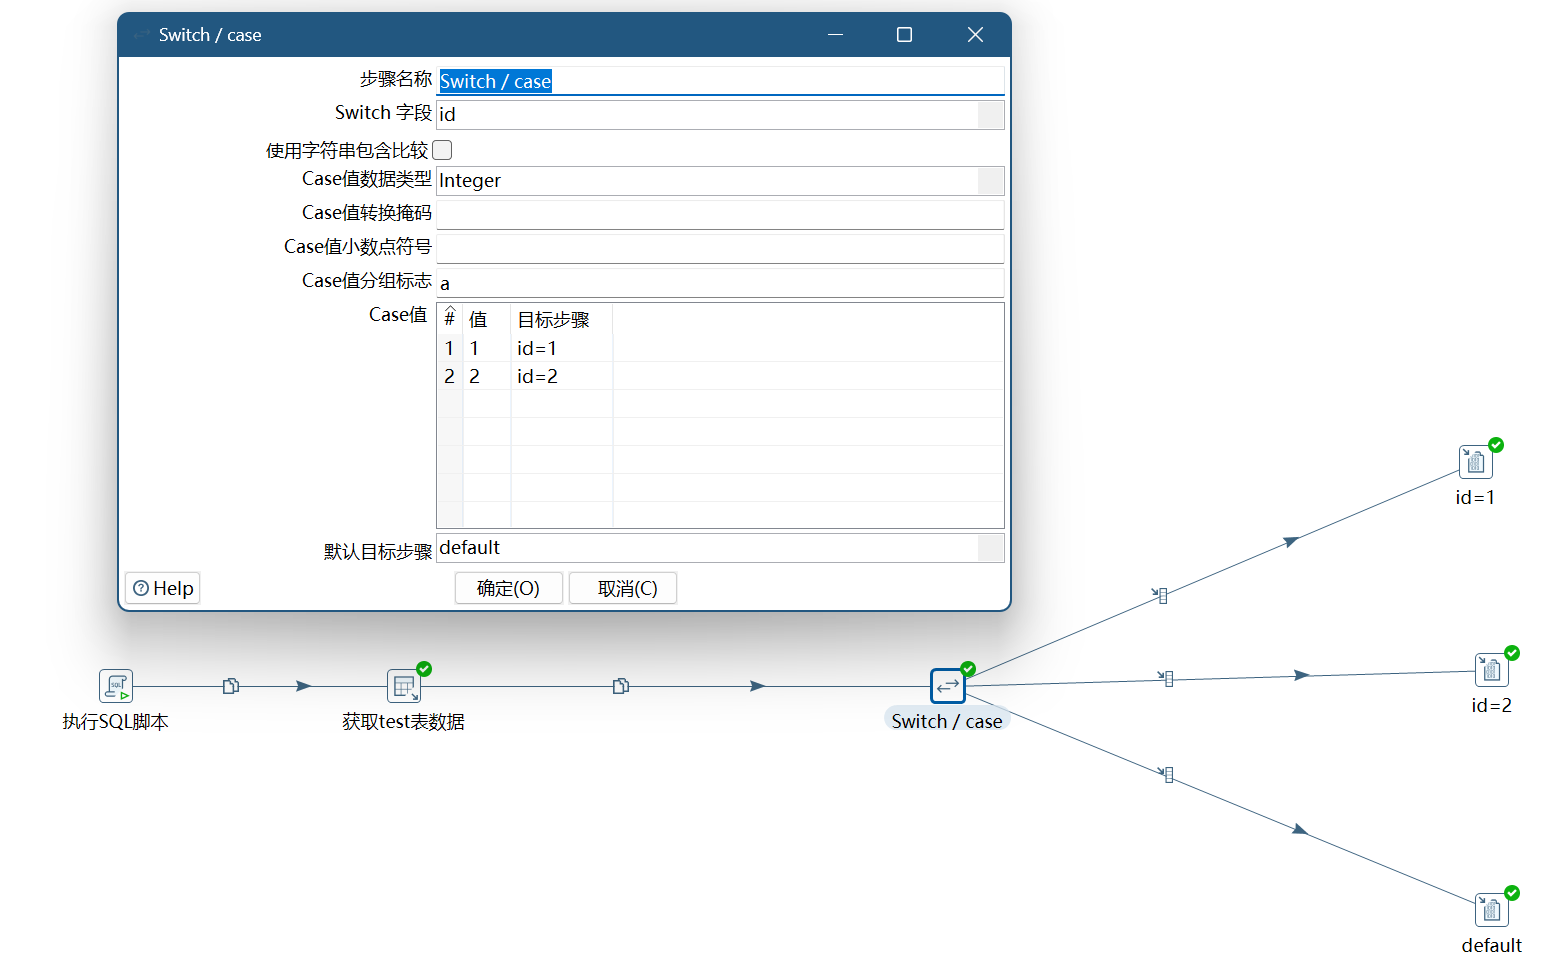 Switch / case
步骤名称 Switch / case
Switch 字段 id
使用字符串包含比较
Case值数据类型 Integer
Case值转换掩码
Case值小数点符号
Case值分组标志 a
Case值 # 值 目标步骤
1 1 id=1
2 2 id=2
默认目标步骤 default
Help 确定(O) 取消(C)
id=1
id=2
执行SQL脚本 获取test表数据 Switch / case
default